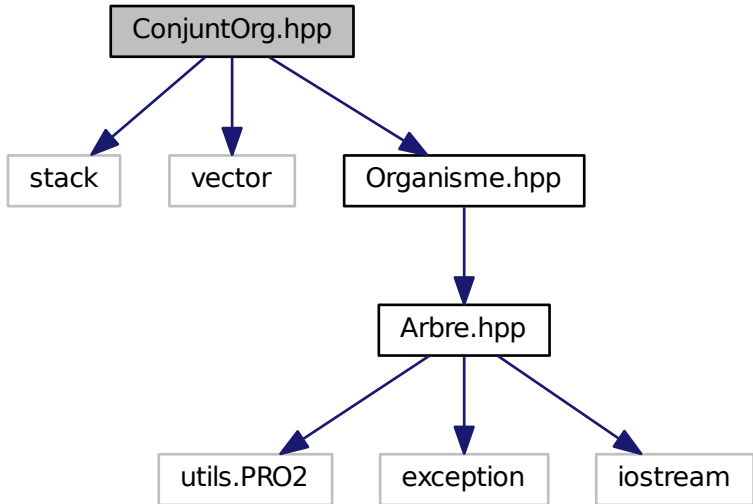 ConjuntOrg.hpp
stack
vector
Organisme.hpp
Arbre.hpp
utils.PRO2
exception
iostream